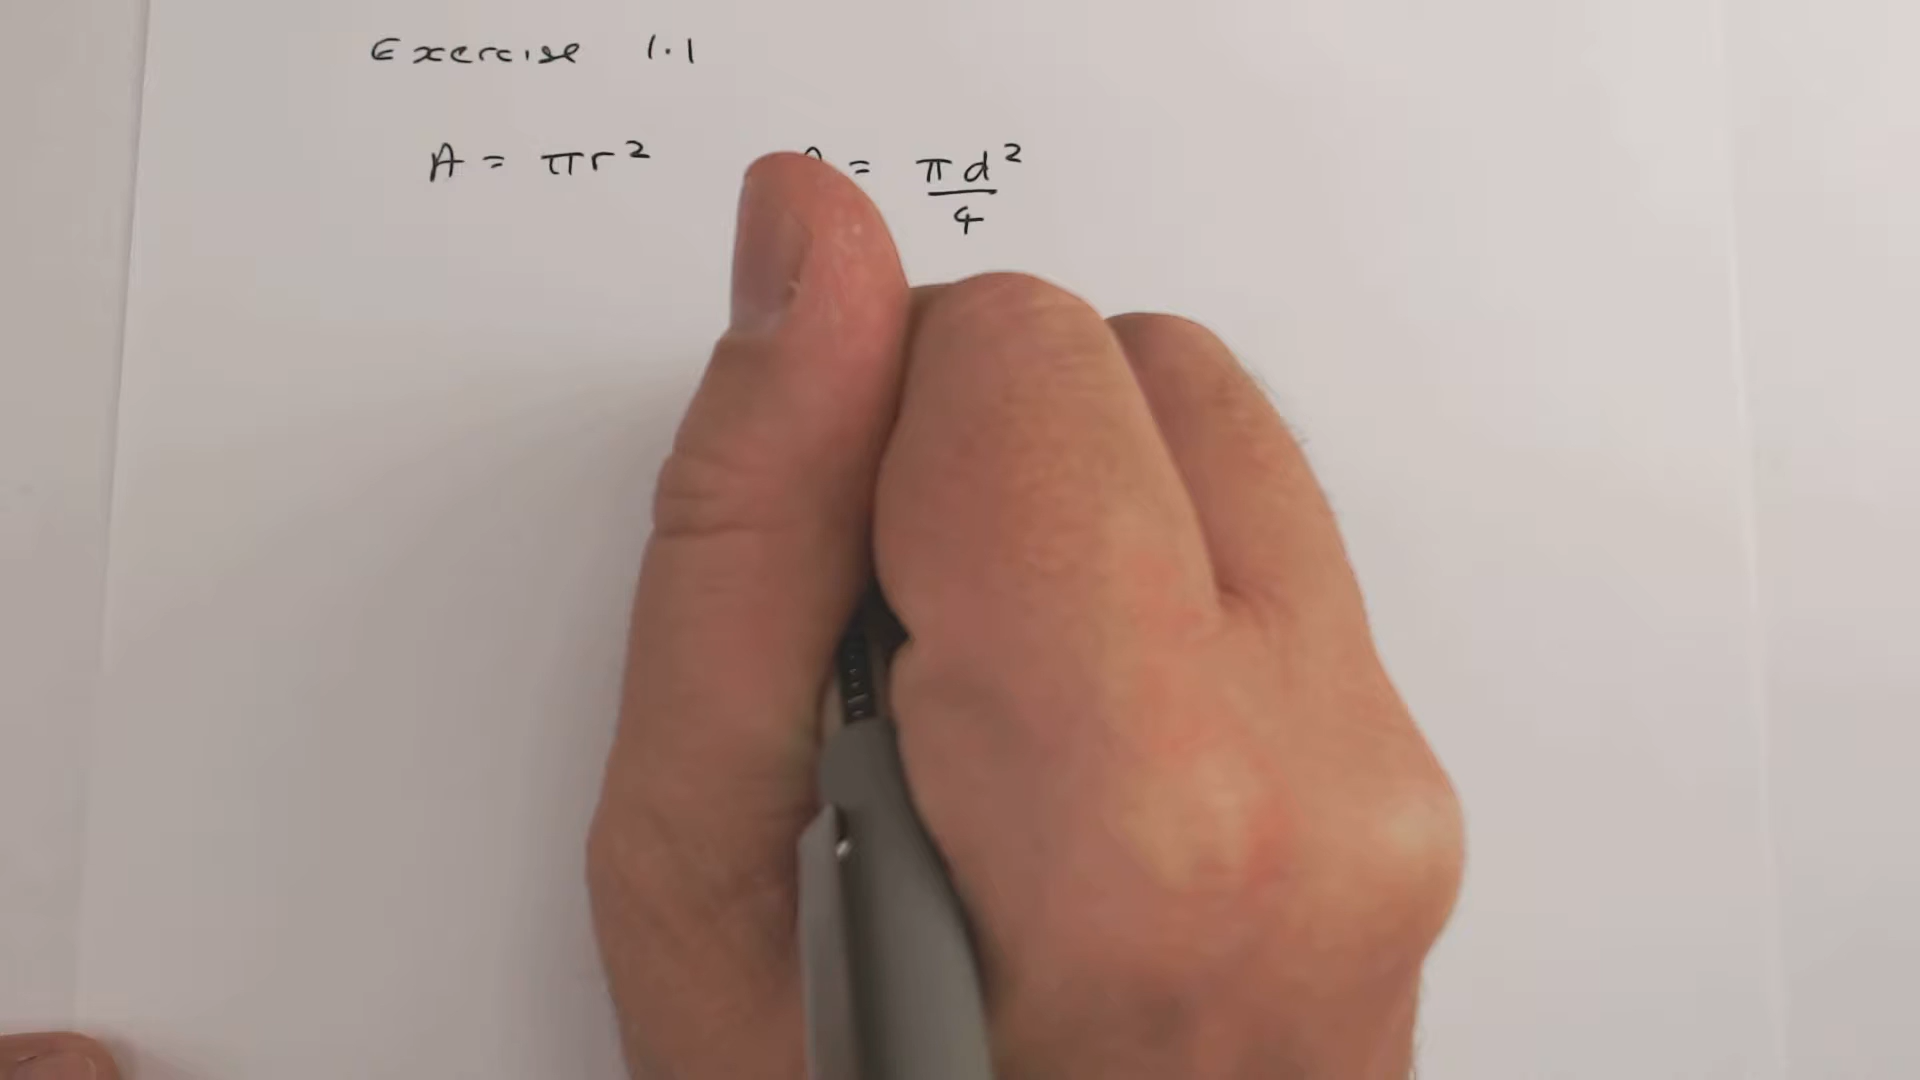 Exercise 1.1
A = πr² = πd²/4